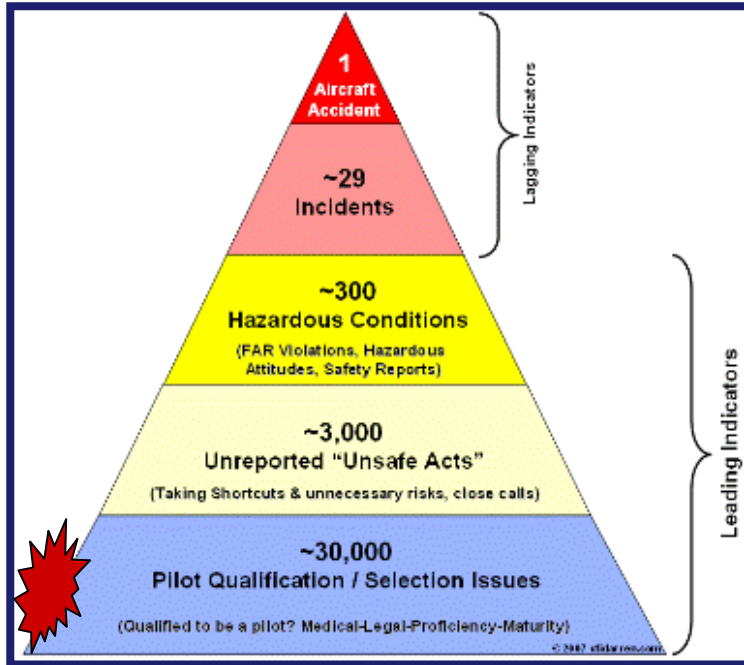 1
Aircraft
Accident
~29
Incidents
Lagging Indicators
~300
Hazardous Conditions
(FAR Violations, Hazardous
Attitudes, Safety Reports)
~3,000
Unreported “Unsafe Acts”
(Taking Shortcuts & unnecessary risks, close calls)
~30,000
Pilot Qualification / Selection Issues
(Qualified to be a pilot? Medical-Legal-Proficiency-Maturity)
Leading Indicators
© 2007